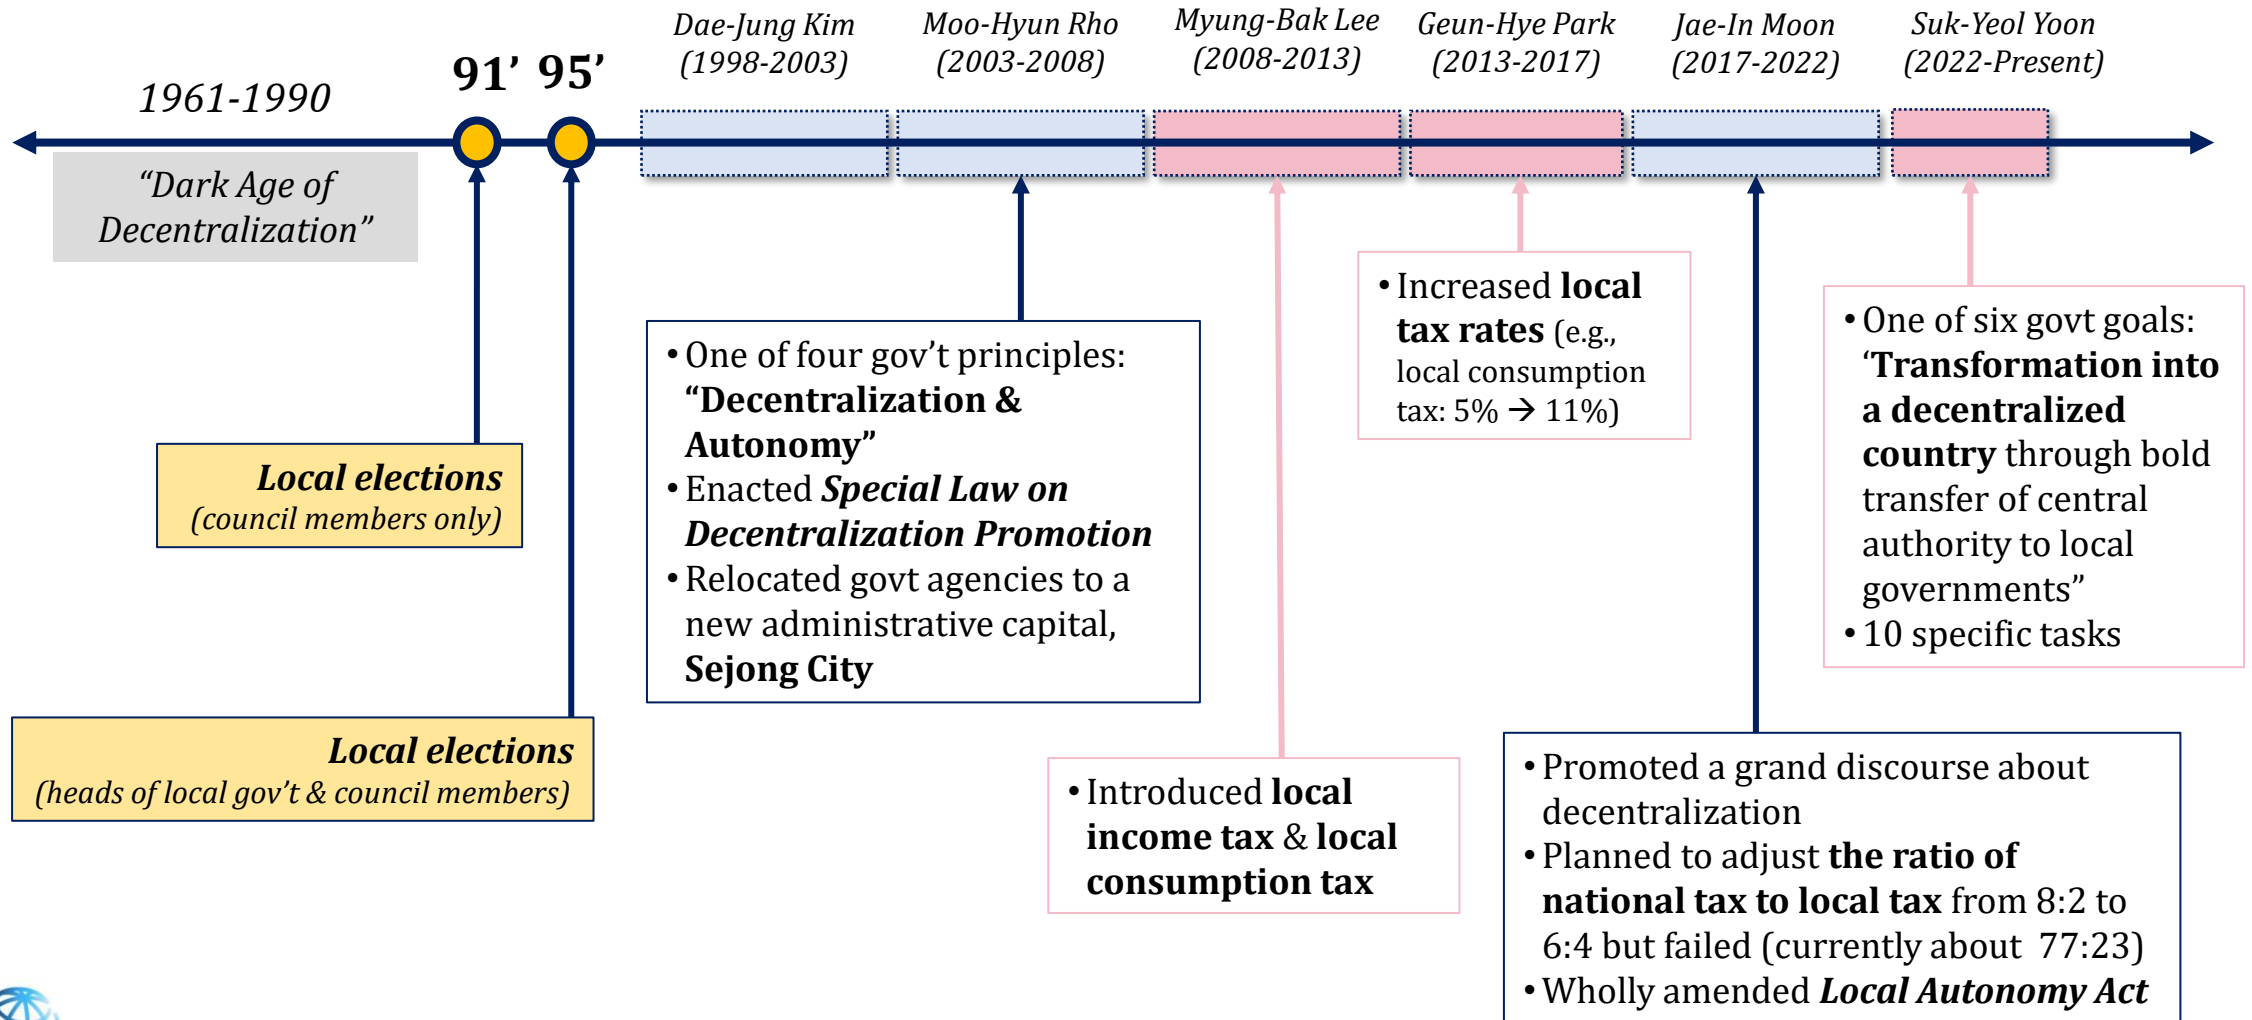 Dae-Jung Kim
(1998-2003)
Moo-Hyun Rho
(2003-2008)
Myung-Bak Lee
(2008-2013)
Geun-Hye Park
(2013-2017)
Jae-In Moon
(2017-2022)
Suk-Yeol Yoon
(2022-Present)
1961-1990
91’ 95’
“Dark Age of
Decentralization”
Local elections
(council members only)
Local elections
(heads of local gov’t & council members)
• One of four gov’t principles:
“Decentralization &
Autonomy”
• Enacted Special Law on
Decentralization Promotion
• Relocated govt agencies to a
new administrative capital,
Sejong City
• Introduced local
income tax & local
consumption tax
• Increased local
tax rates (e.g.,
local consumption
tax: 5% → 11%)
• Promoted a grand discourse about
decentralization
• Planned to adjust the ratio of
national tax to local tax from 8:2 to
6:4 but failed (currently about 77:23)
• Wholly amended Local Autonomy Act
• One of six govt goals:
‘Transformation into
a decentralized
country through bold
transfer of central
authority to local
governments”
• 10 specific tasks